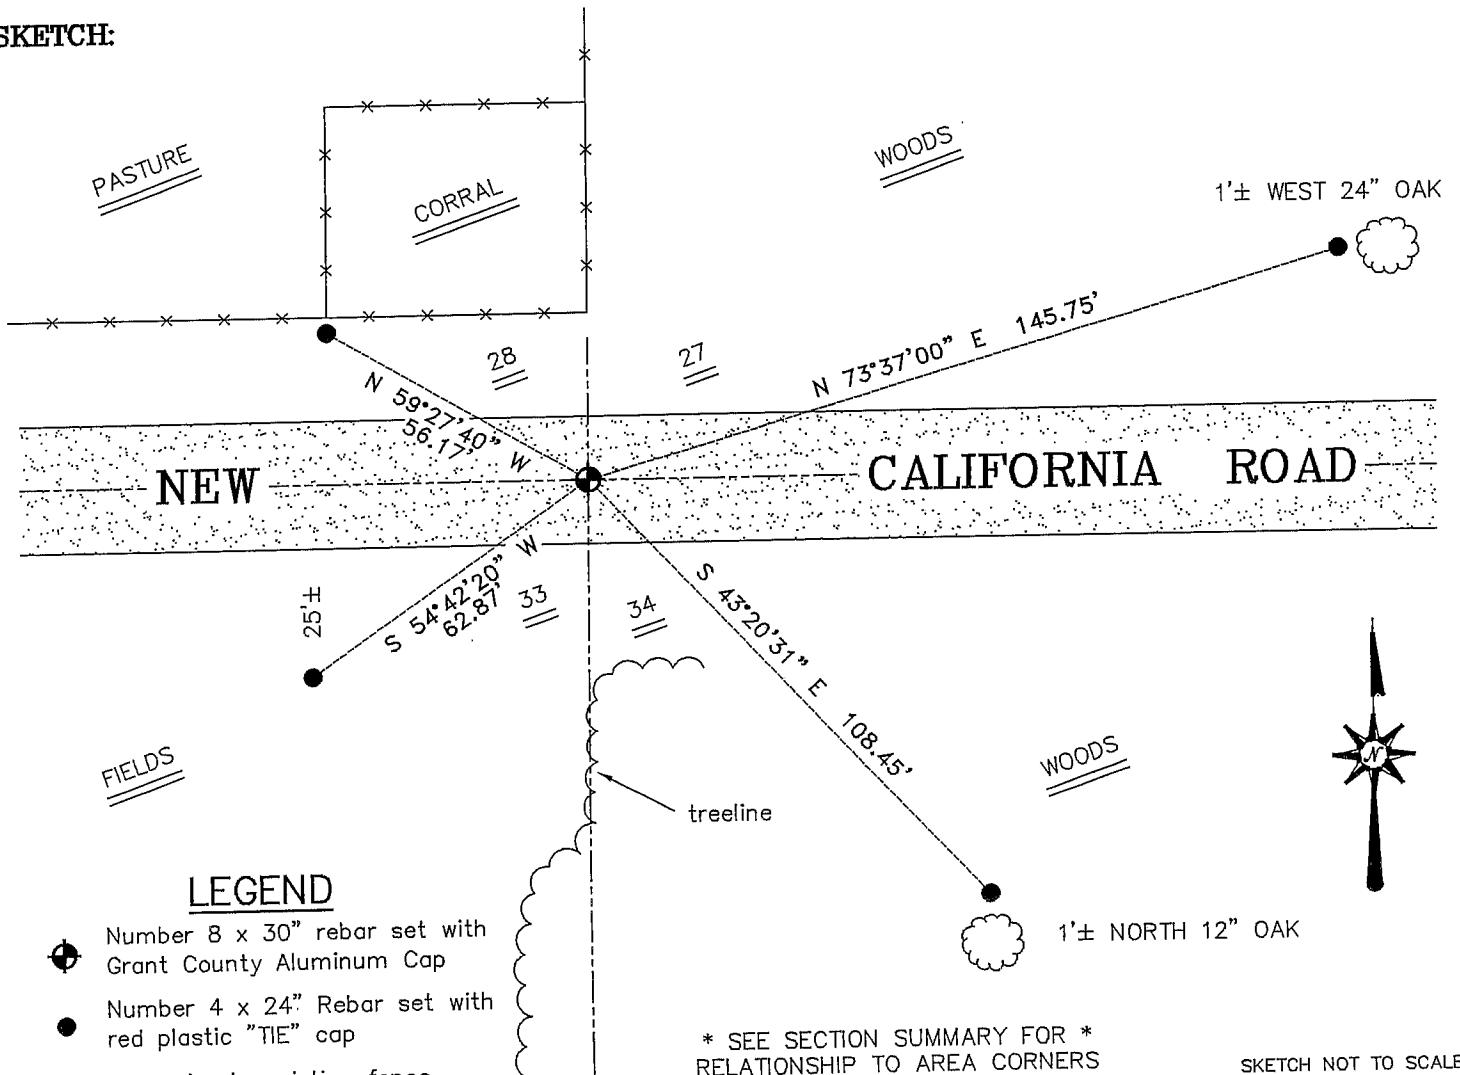 SKETCH:
PASTURE
CORRAL
WOODS
1'± WEST 24" OAK
28
27
N 73°37'00" E 145.75'
N 59°27'40" W
56.17'
NEW CALIFORNIA ROAD
S 54°42'20" W
62.87'
25'±
33
34
S 43°20'31" E 108.45'
FIELDS
WOODS
N
treeline
LEGEND
Number 8 x 30" rebar set with
Grant County Aluminum Cap
1'± NORTH 12" OAK
Number 4 x 24" Rebar set with
red plastic "TIE" cap
* SEE SECTION SUMMARY FOR *
RELATIONSHIP TO AREA CORNERS
SKETCH NOT TO SCALE